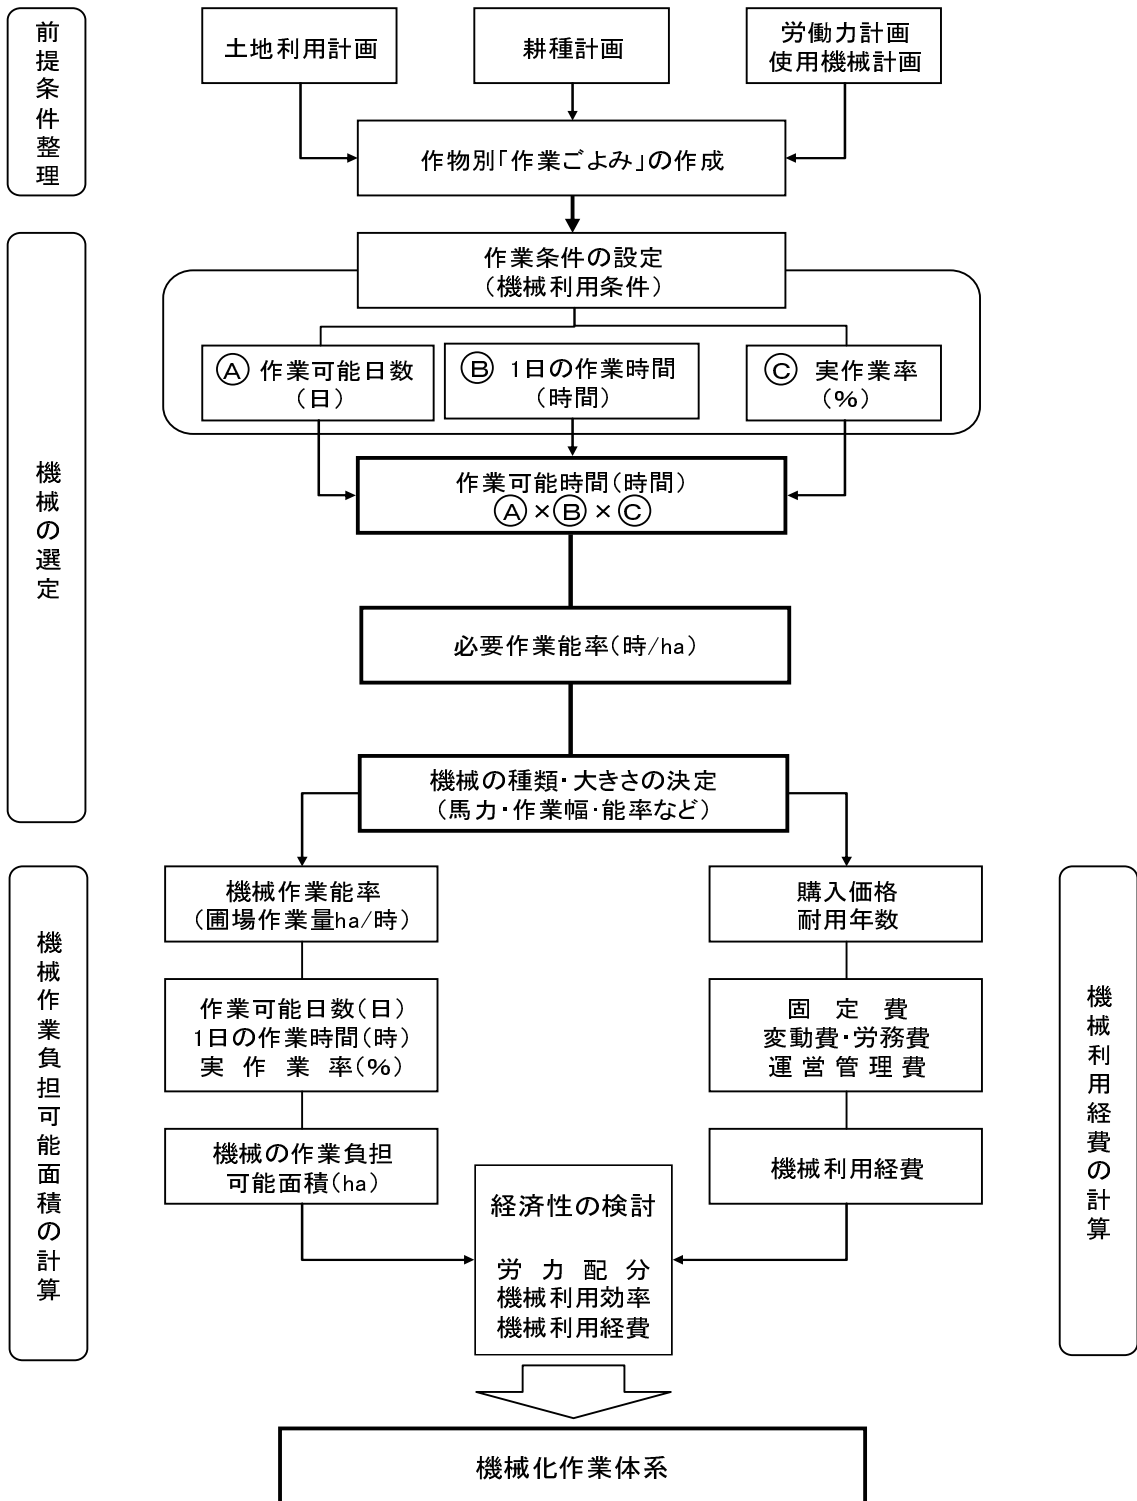 前提条件整理
土地利用計画
耕種計画
労働力計画
使用機械計画
作物別「作業ごよみ」の作成
機械の選定
作業条件の設定
(機械利用条件)
Ⓐ 作業可能日数
(日)
Ⓑ 1日の作業時間
(時間)
Ⓒ 実作業率
(%)
作業可能時間(時間)
Ⓐ×Ⓑ×Ⓒ
必要作業能率(時/ha)
機械の種類・大きさの決定
(馬力・作業幅・能率など)
機械作業負担可能面積の計算
機械作業能率
(圃場作業量ha/時)
作業可能日数(日)
1日の作業時間(時)
実作業率(%)
機械の作業負担
可能面積(ha)
機械利用経費の計算
購入価格
耐用年数
固定費
変動費・労務費
運営管理費
機械利用経費
経済性の検討
労力配分
機械利用効率
機械利用経費
機械化作業体系